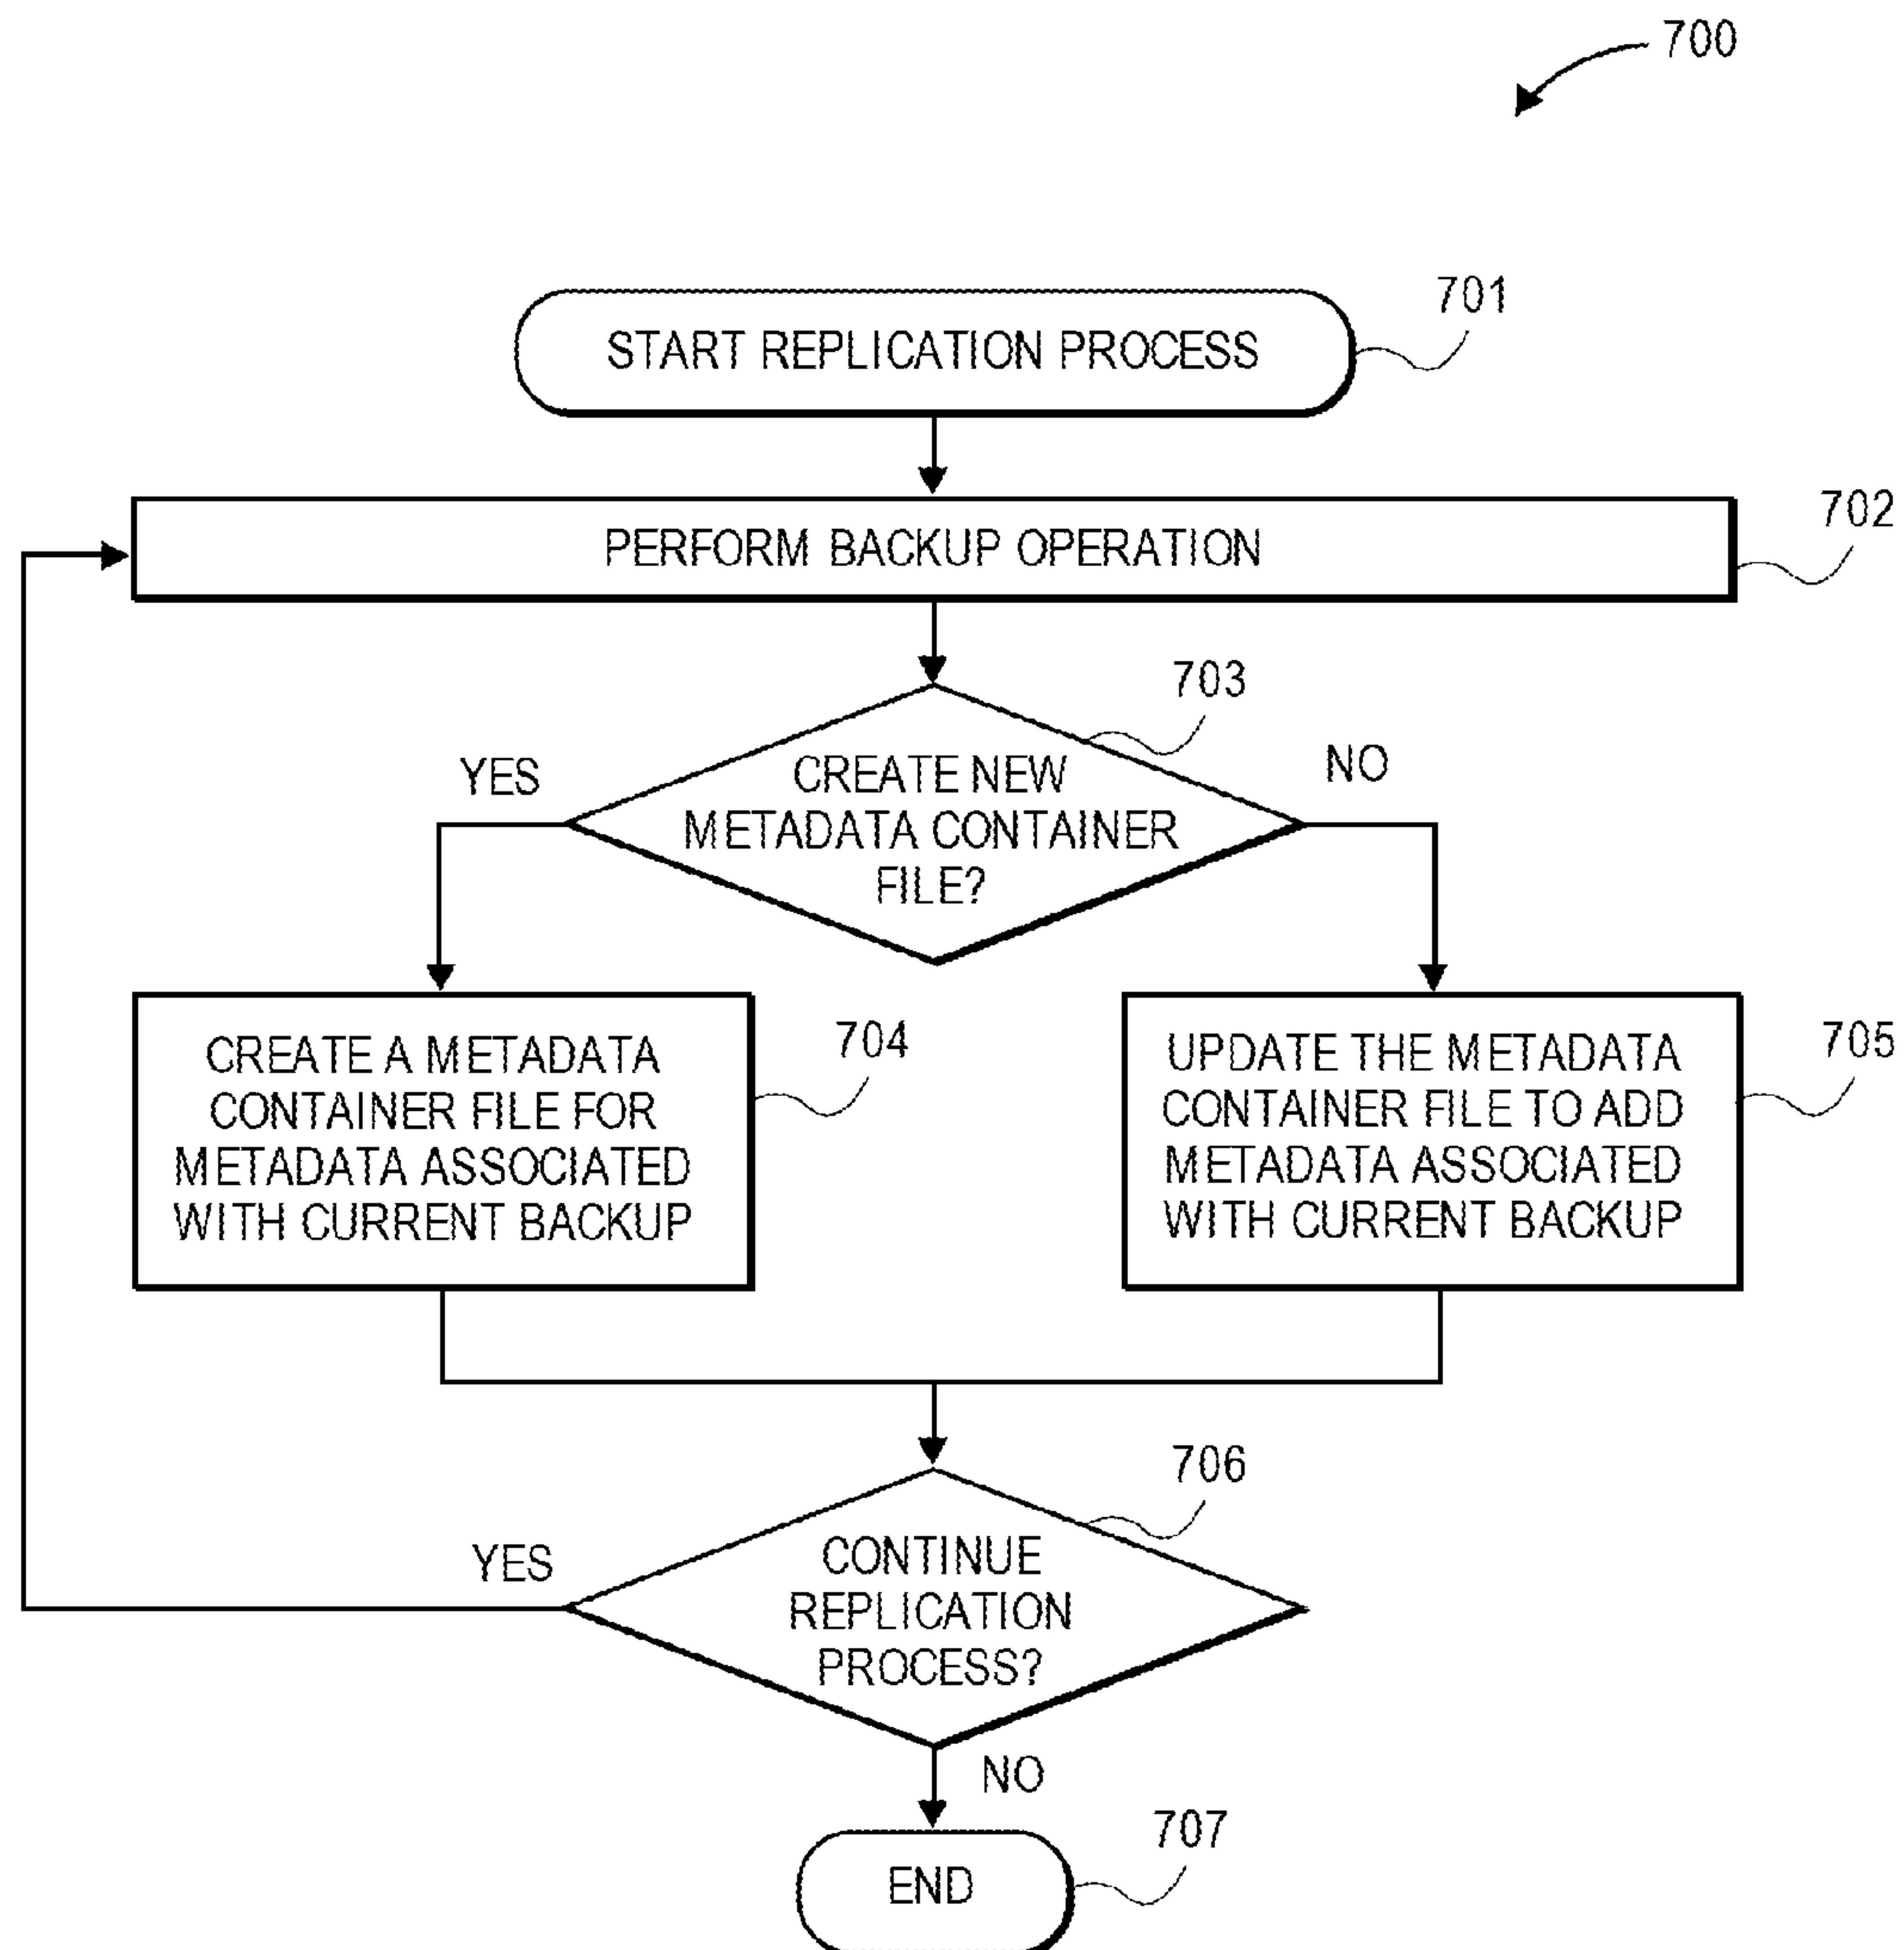 700
START REPLICATION PROCESS
701
PERFORM BACKUP OPERATION
702
703
YES
CREATE NEW
METADATA CONTAINER
FILE?
NO
CREATE A METADATA
CONTAINER FILE FOR
METADATA ASSOCIATED
WITH CURRENT BACKUP
704
UPDATE THE METADATA
CONTAINER FILE TO ADD
METADATA ASSOCIATED
WITH CURRENT BACKUP
705
706
YES
CONTINUE
REPLICATION
PROCESS?
NO
707
END